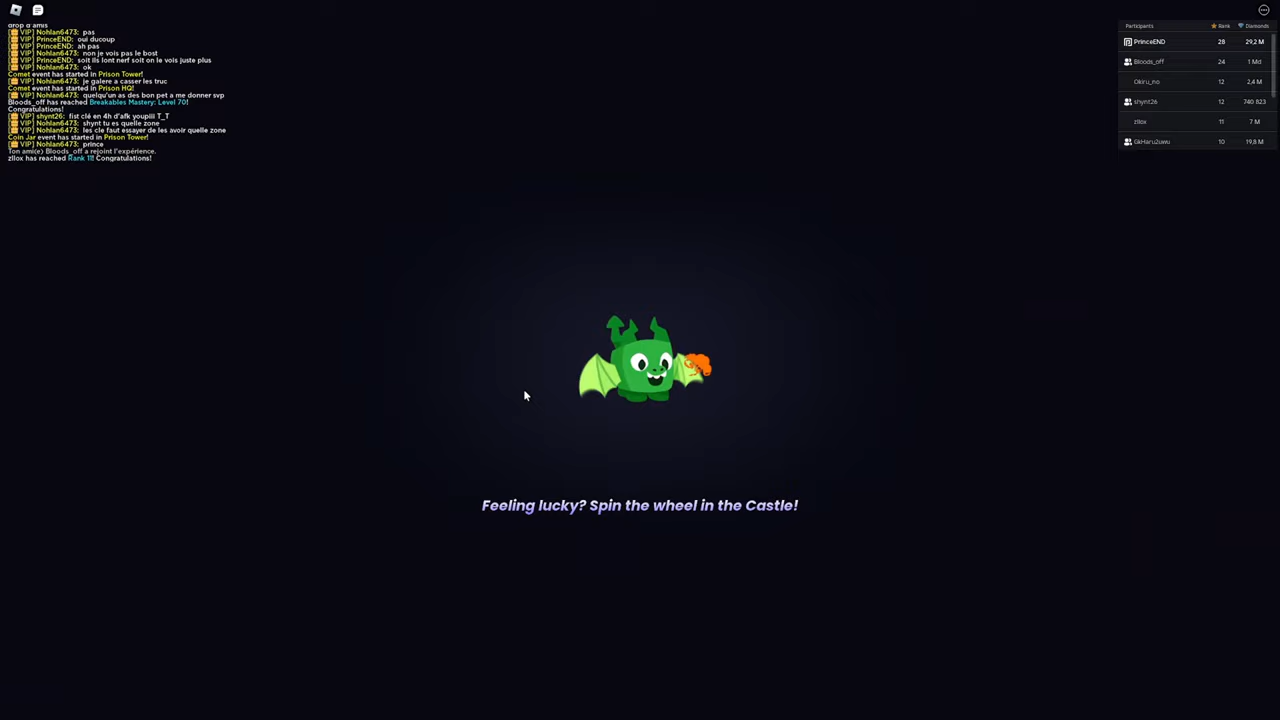 drop d'amis
[VIP] Nohlan6473: pas
[VIP] PrinceEND: oui ducoup
[VIP] PrinceEND: ah pas
[VIP] Nohlan6473: non je vois pas le bost
[VIP] PrinceEND: soit ils lont nerf soit on le vois juste plus
[VIP] Nohlan6473: ok
Comet event has started in Prison Tower!
[VIP] Nohlan6473: je galere a casser les truc
Comet event has started in Prison HQ!
[VIP] Nohlan6473: quelqu'un as des bon pet a me donner svp
Bloods_off has reached Breakables Mastery: Level 70!
Congratulations!
[VIP] shynt26: fist clé en 4h d'afk youpiii T_T
[VIP] Nohlan6473: shynt tu es quelle zone
[VIP] Nohlan6473: les cle faut essayer de les avoir quelle zone
Coin Jar event has started in Prison Tower!
[VIP] Nohlan6473: prince
Ton ami(e) Bloods_off a rejoint l'expérience.
zllox has reached Rank 11! Congratulations!
Participants Rank Diamonds
PrinceEND 28 29,2 M
Bloods_off 24 1 Md
Okiru_no 12 2,4 M
shynt26 12 740 823
zllox 11 7 M
GkHaru2uwu 10 19,8 M
Feeling lucky? Spin the wheel in the Castle!